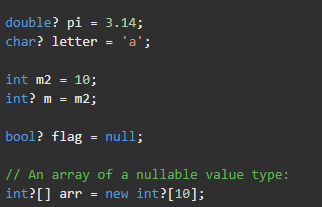 double? pi = 3.14;
char? letter = 'a';
int m2 = 10;
int? m = m2;
bool? flag = null;
// An array of a nullable value type:
int?[] arr = new int?[10];